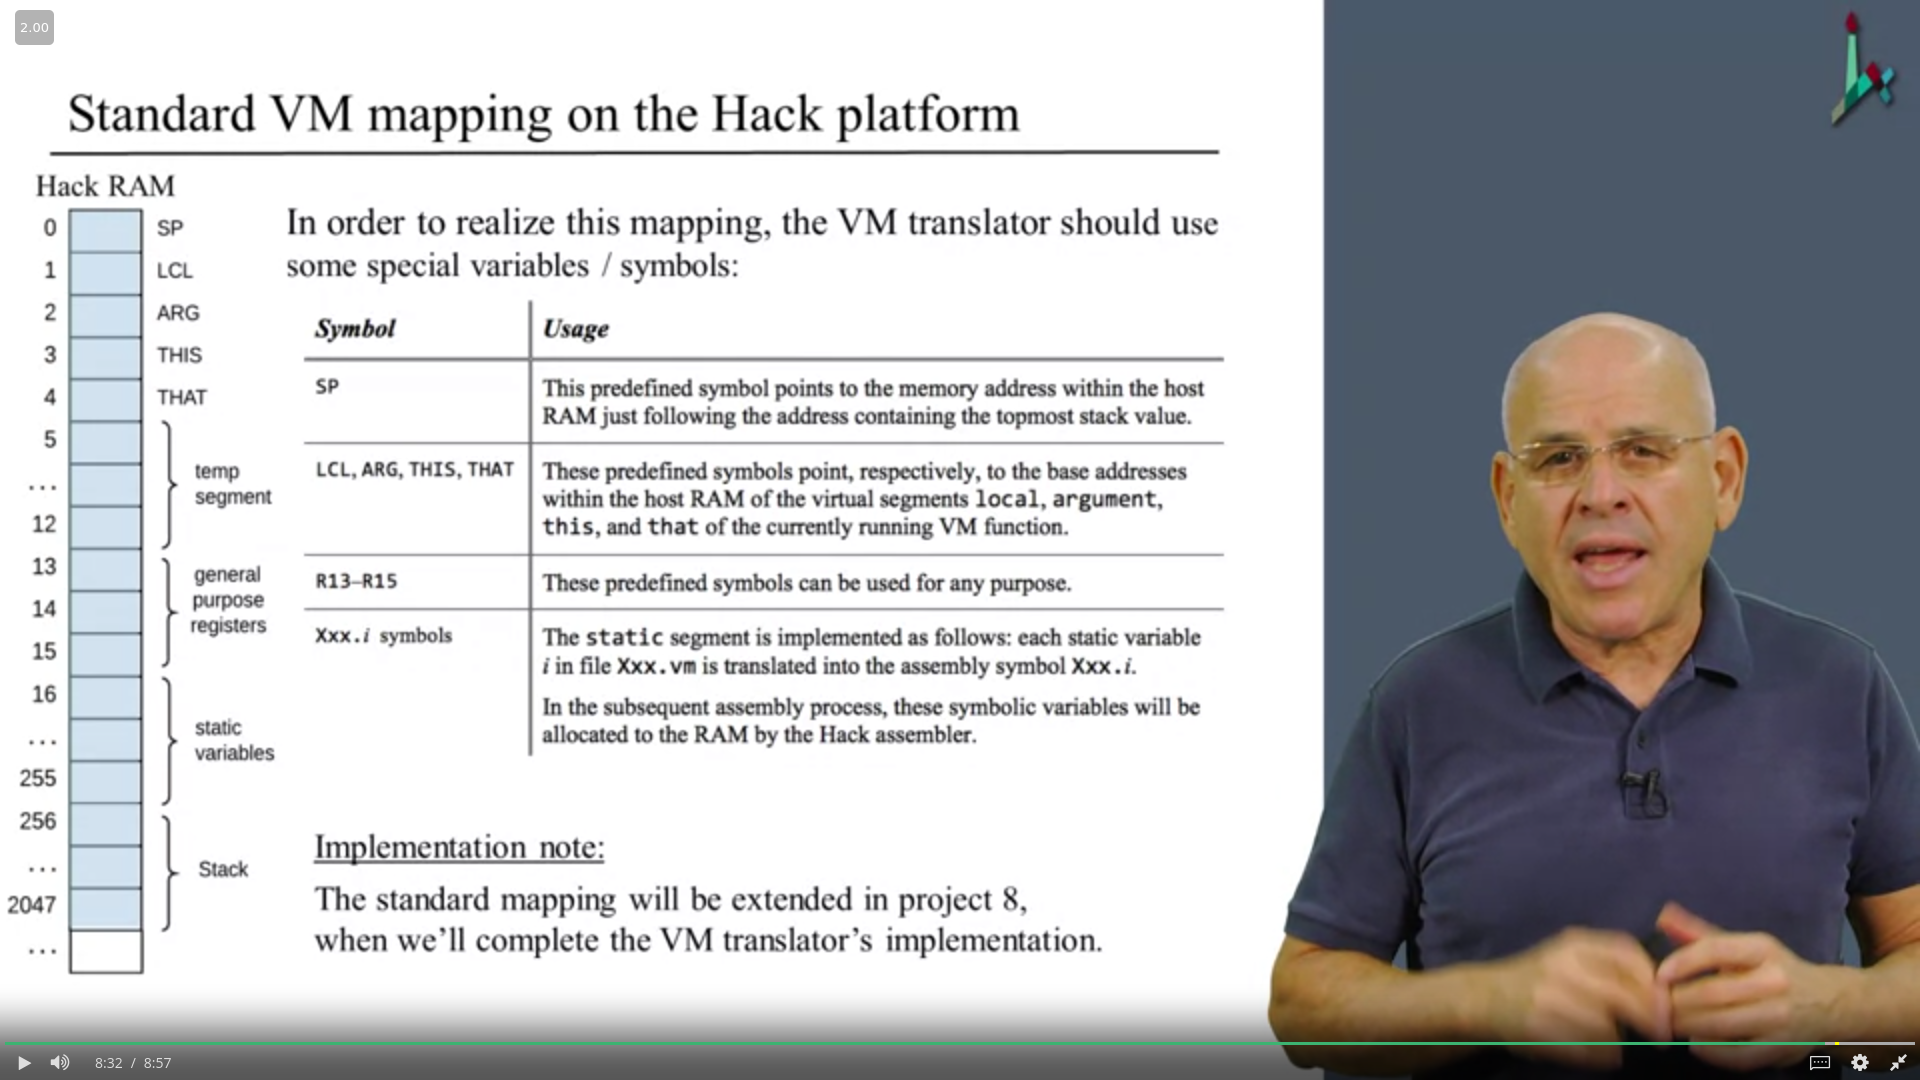 2.00
Standard VM mapping on the Hack platform
Hack RAM
0 SP
1 LCL
2 ARG
3 THIS
4 THAT
5
...
12
temp
segment
13
14
15
general
purpose
registers
16
...
255
static
variables
256
...
2047
Stack
...
In order to realize this mapping, the VM translator should use
some special variables / symbols:
Symbol Usage
SP This predefined symbol points to the memory address within the host
RAM just following the address containing the topmost stack value.
LCL, ARG, THIS, THAT These predefined symbols point, respectively, to the base addresses
within the host RAM of the virtual segments local, argument,
this, and that of the currently running VM function.
R13–R15 These predefined symbols can be used for any purpose.
Xxx.i symbols The static segment is implemented as follows: each static variable
i in file Xxx.vm is translated into the assembly symbol Xxx.i.
In the subsequent assembly process, these symbolic variables will be
allocated to the RAM by the Hack assembler.
Implementation note:
The standard mapping will be extended in project 8,
when we’ll complete the VM translator’s implementation.
8:32 / 8:57